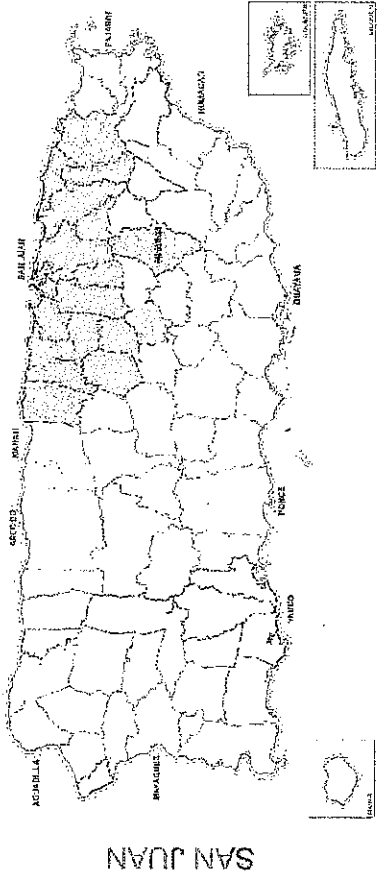 SAN JUAN
AGUADILLA
MAYAGUEZ
ARECIBO
MANATI
SAN JUAN
FAJARDO
HUMACAO
GUAYAMA
PONCE
YAUCO